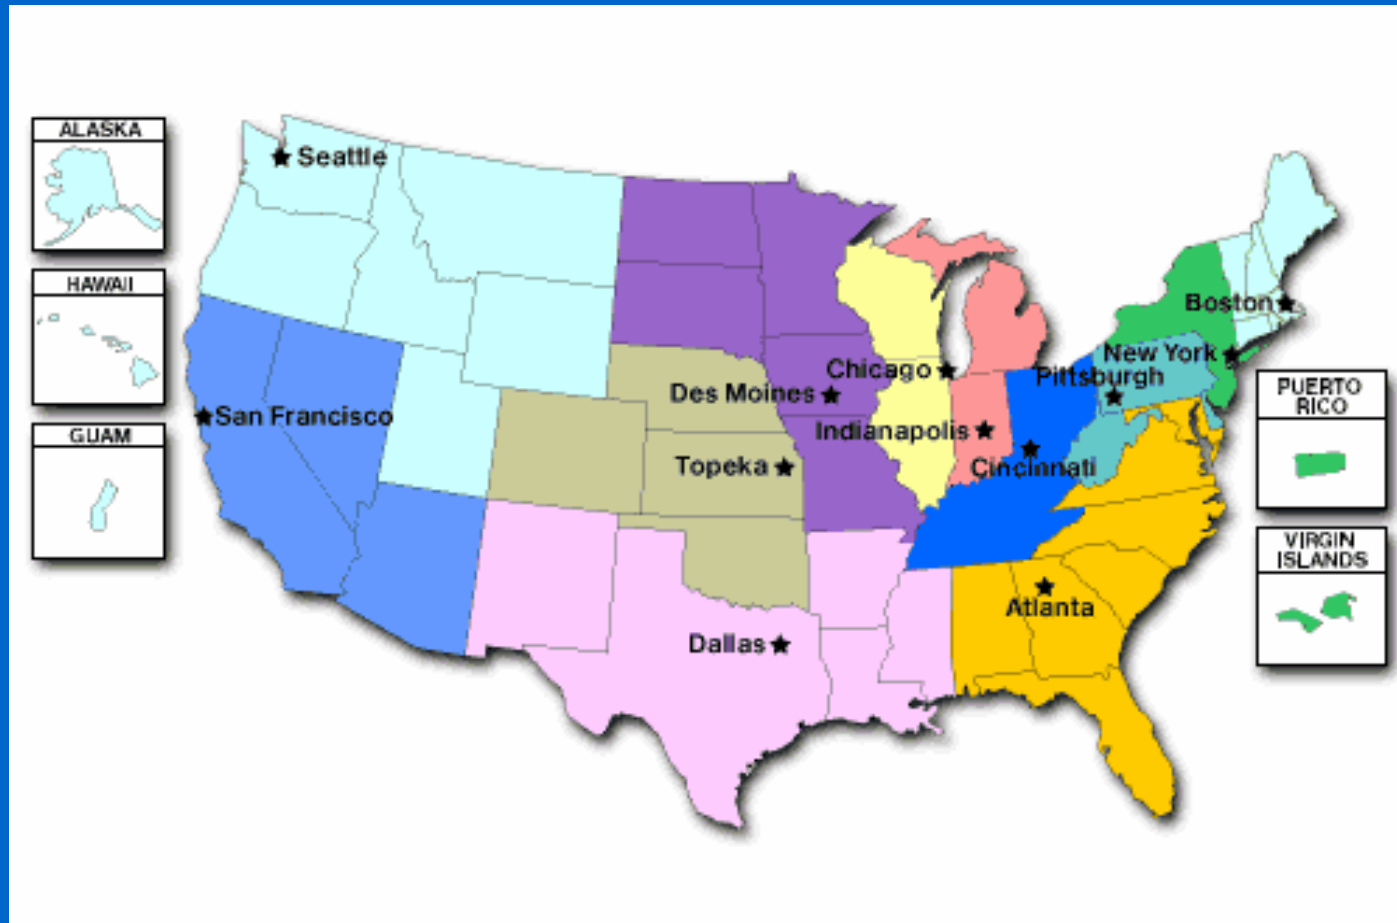 ALASKA
Seattle
HAWAII
Boston
New York
Chicago
Pittsburgh
PUERTO
RICO
Des Moines
San Francisco
GUAM
Indianapolis
Topeka
Cincinnati
VIRGIN
ISLANDS
Atlanta
Dallas